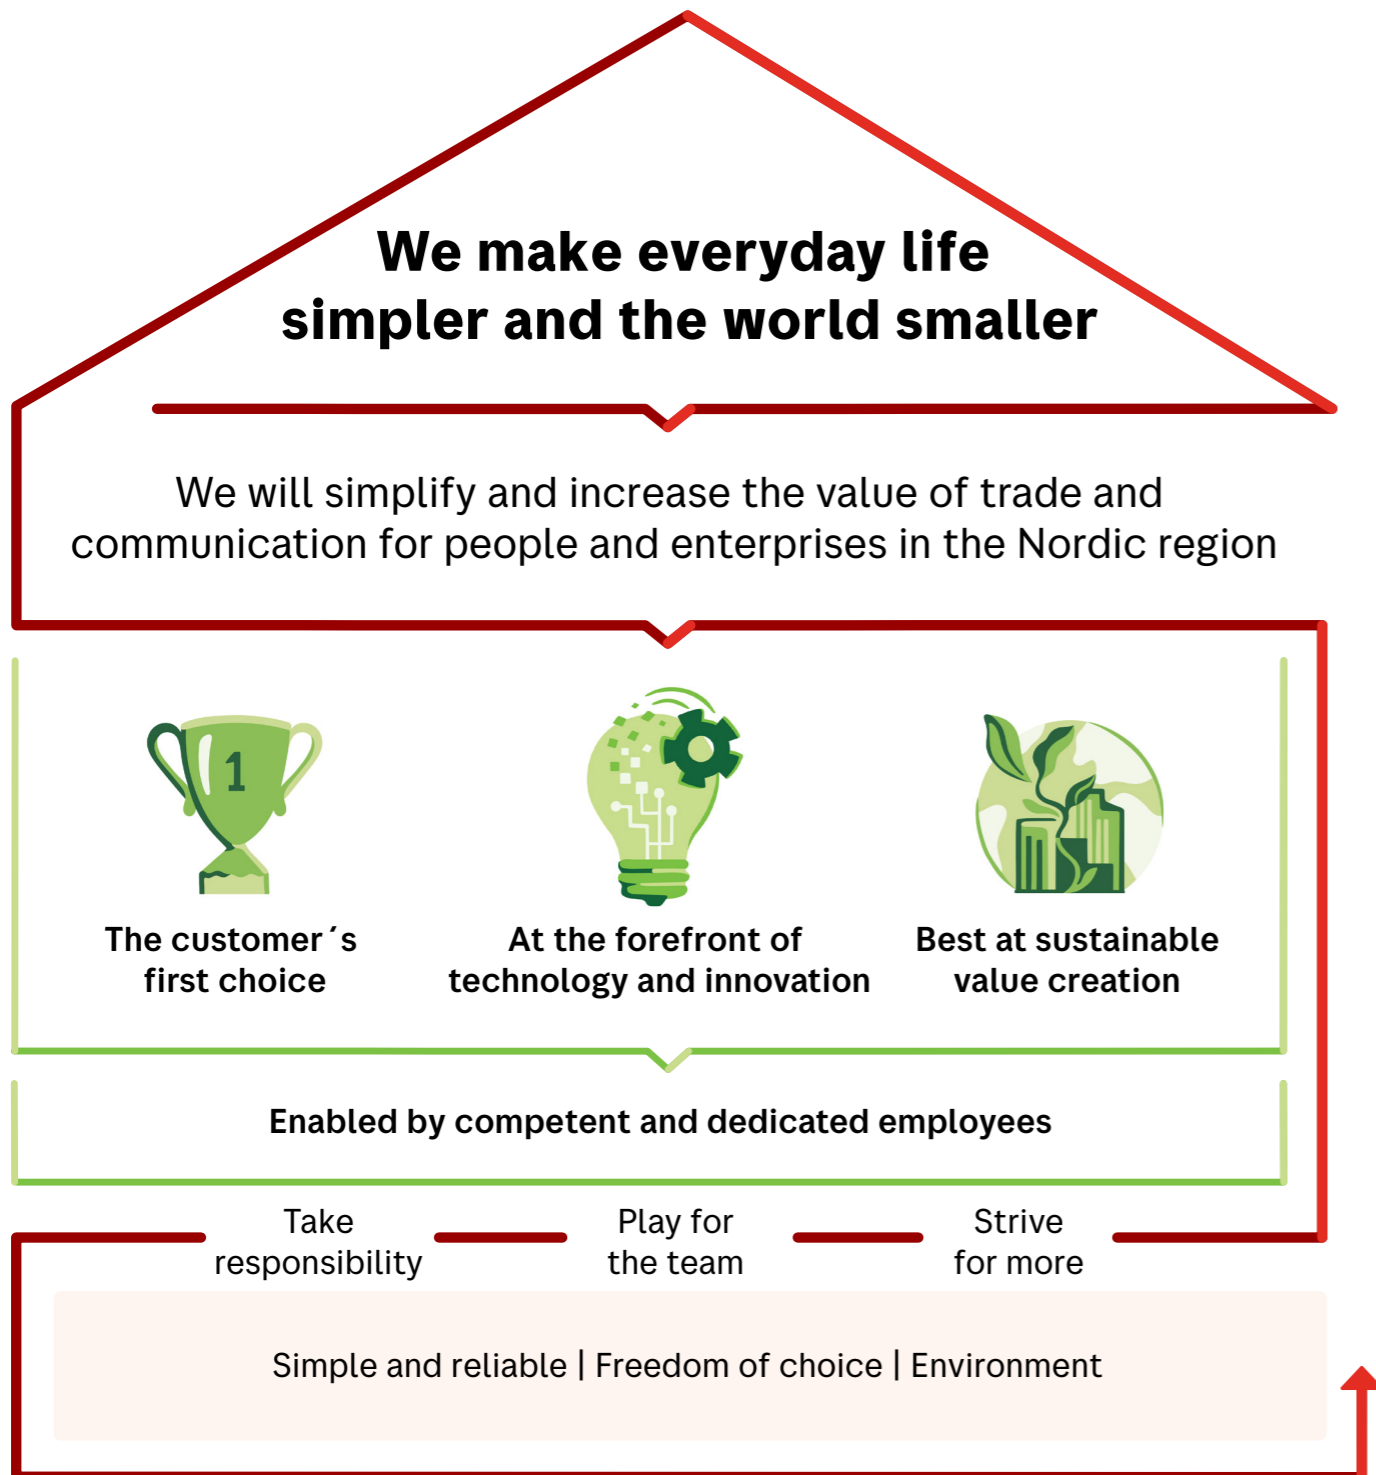 We make everyday life
simpler and the world smaller
We will simplify and increase the value of trade and
communication for people and enterprises in the Nordic region
1
The customer´s
first choice
At the forefront of
technology and innovation
Best at sustainable
value creation
Enabled by competent and dedicated employees
Take
responsibility
Play for
the team
Strive
for more
Simple and reliable | Freedom of choice | Environment